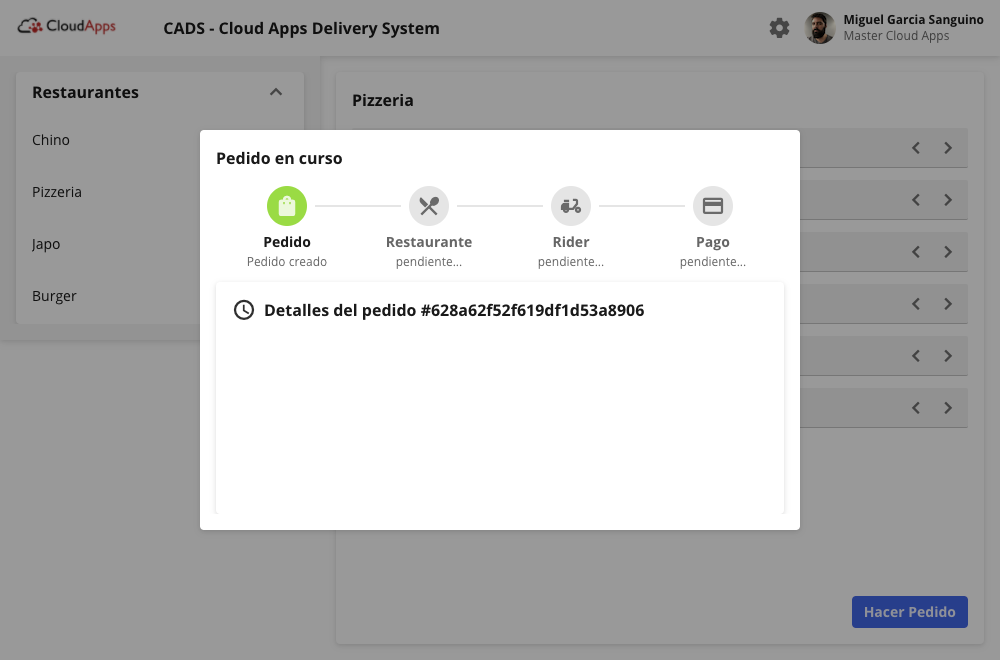 CloudApps
CADS - Cloud Apps Delivery System
Miguel Garcia Sanguino
Master Cloud Apps
Restaurantes
Chino
Pizzeria
Japo
Burger
Pizzeria
Pedido en curso
Pedido
Pedido creado
Restaurante
pendiente...
Rider
pendiente...
Pago
pendiente...
Detalles del pedido #628a62f52f619df1d53a8906
Hacer Pedido